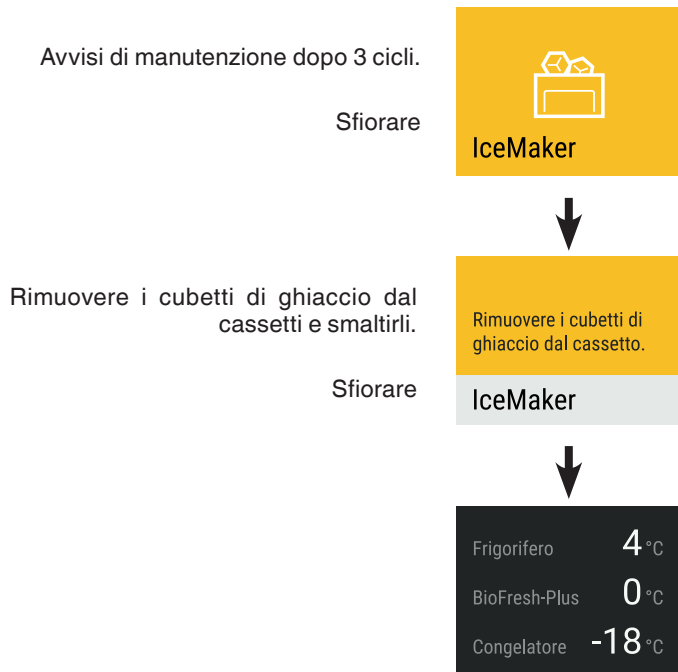 Avvisi di manutenzione dopo 3 cicli.
Sfiorare
IceMaker
Rimuovere i cubetti di ghiaccio dal
cassetti e smaltirli.
Sfiorare
Rimuovere i cubetti di
ghiaccio dal cassetto.
IceMaker
Frigorifero 4 °C
BioFresh-Plus 0 °C
Congelatore -18 °C